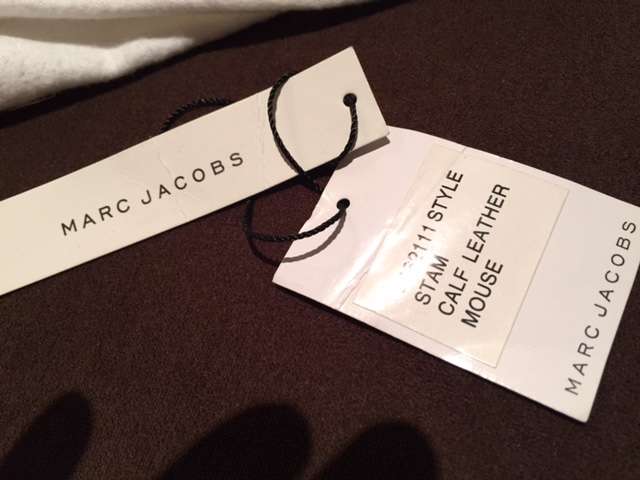 MARC JACOBS
STYLE
STAM
CALF LEATHER
MOUSE
MARC JACOBS